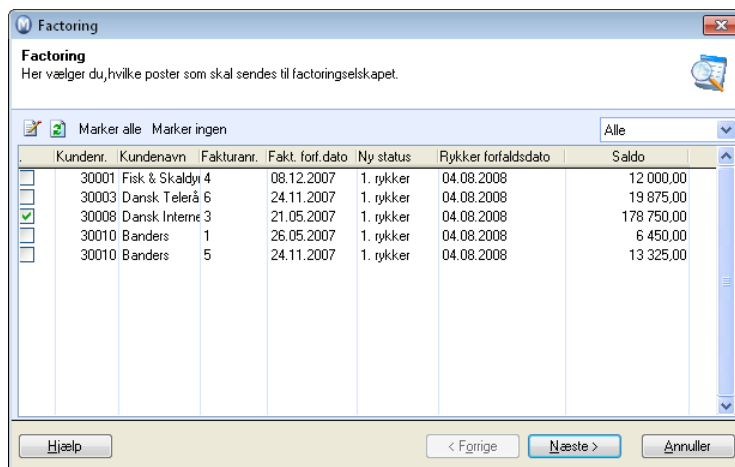 Factoring
Factoring
Her vælger du,hvilke poster som skal sendes til factoringselskapet.
Marker alle Marker ingen Alle
. Kundenr. Kundenavn Fakturanr. Fakt. forf.dato Ny status Rykker forfaldsdato Saldo
30001 Fisk & Skaldy 4 08.12.2007 1. rykker 04.08.2008 12 000,00
30003 Dansk Telerå 6 24.11.2007 1. rykker 04.08.2008 19 875,00
30008 Dansk Interne 3 21.05.2007 1. rykker 04.08.2008 178 750,00
30010 Banders 1 26.05.2007 1. rykker 04.08.2008 6 450,00
30010 Banders 5 24.11.2007 1. rykker 04.08.2008 13 325,00
Hjælp < Forrige Næste > Annuller